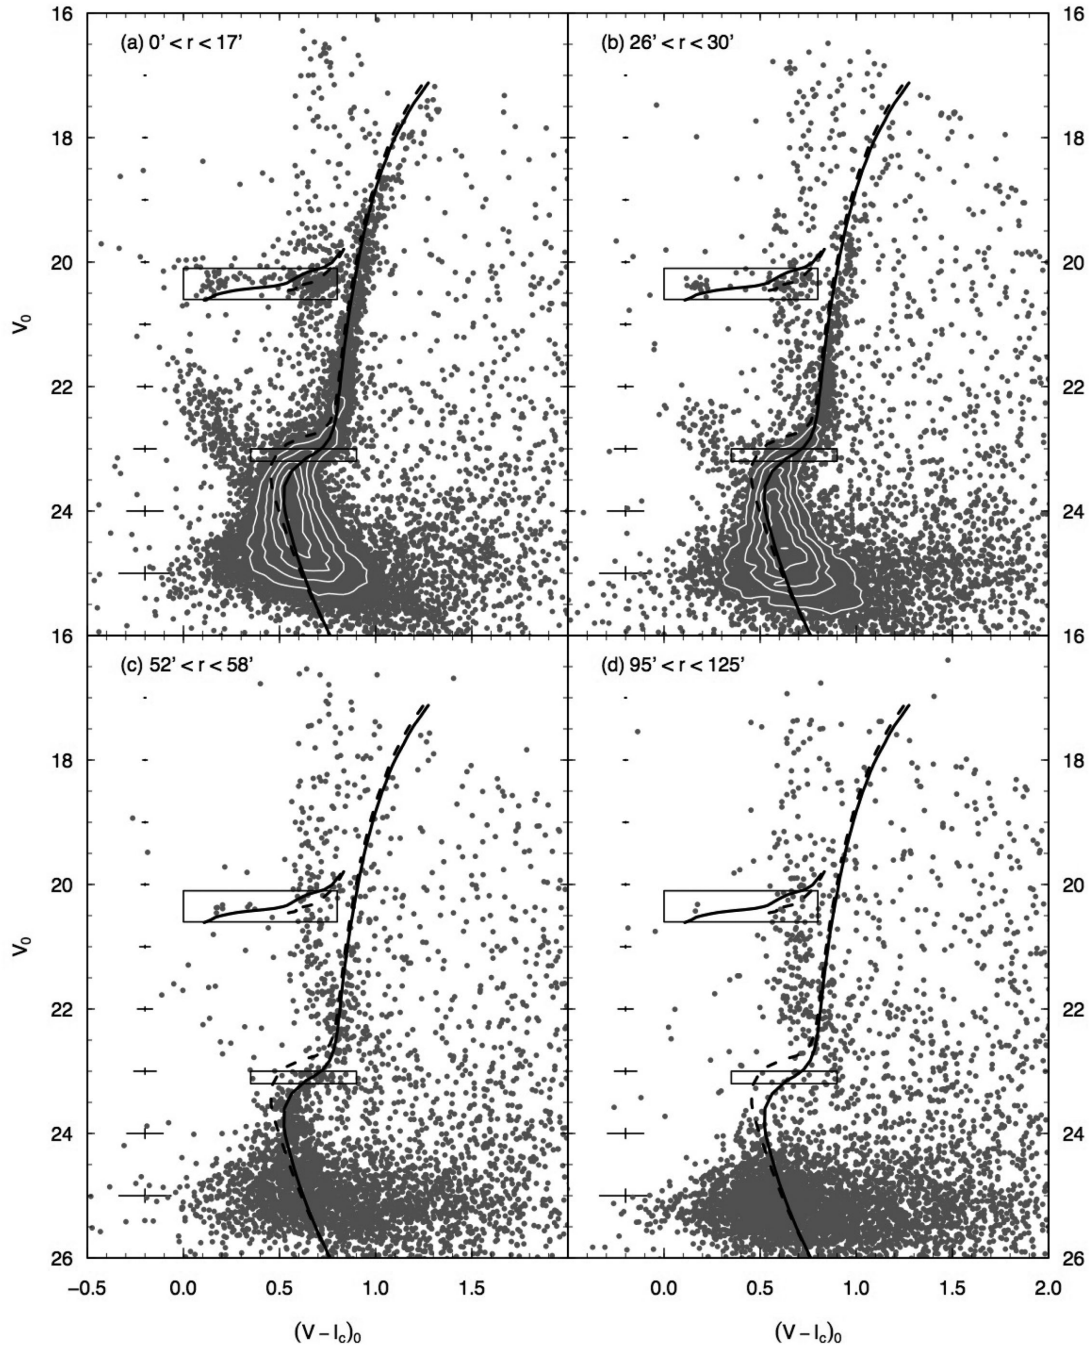 16 16
(a) 0' < r < 17' (b) 26' < r < 30'
18 18
20 20
V₀
22 22
24 24
16 16
(c) 52' < r < 58' (d) 95' < r < 125'
18 18
20 20
V₀
22 22
24 24
26 26
−0.5 0.0 0.5 1.0 1.5 0.0 0.5 1.0 1.5 2.0
(V − I꜀)₀ (V − I꜀)₀